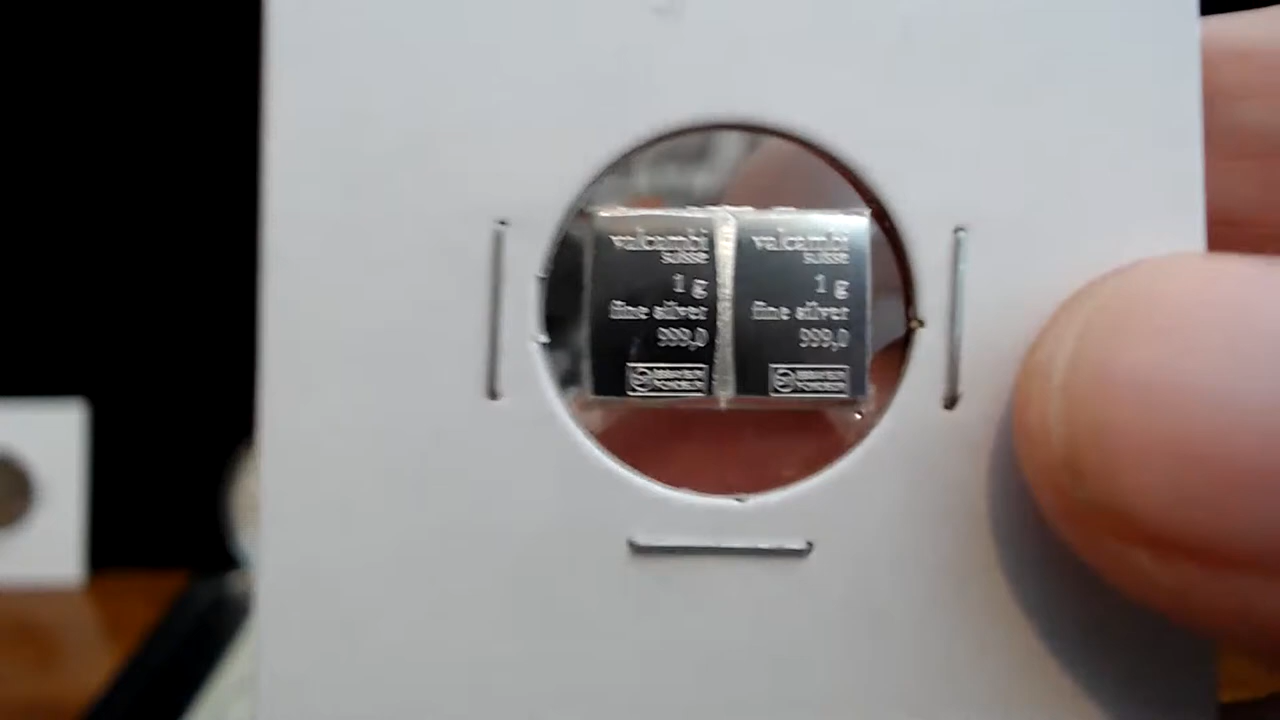 valcambi
suisse
1 g
fine silver
999,0
valcambi
suisse
1 g
fine silver
999,0